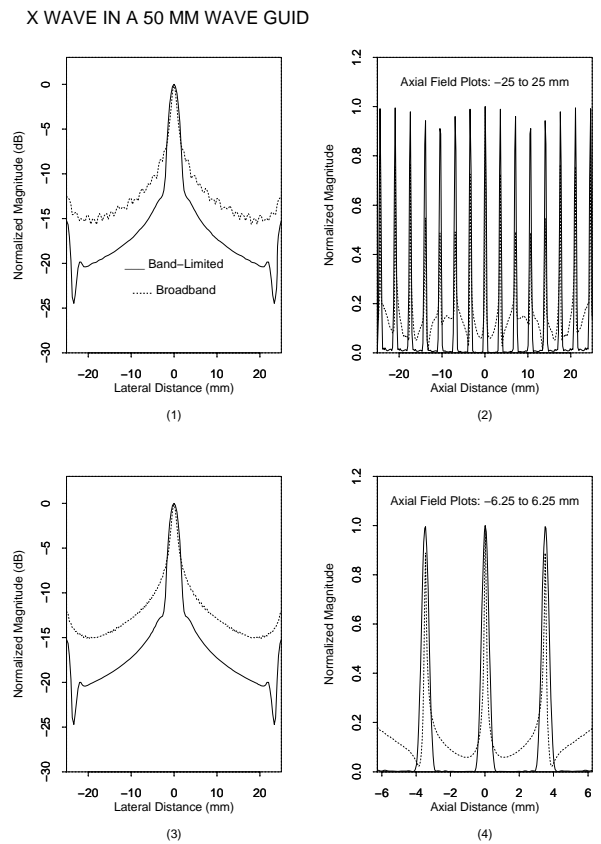 X WAVE IN A 50 MM WAVE GUID
Normalized Magnitude (dB)
0
−5
−10
−15
−20
−25
−30
Band−Limited
Broadband
−20 −10 0 10 20
Lateral Distance (mm)
(1)
Axial Field Plots: −25 to 25 mm
Normalized Magnitude
1.2
1.0
0.8
0.6
0.4
0.2
0.0
−20 −10 0 10 20
Axial Distance (mm)
(2)
Normalized Magnitude (dB)
0
−5
−10
−15
−20
−25
−30
−20 −10 0 10 20
Lateral Distance (mm)
(3)
Axial Field Plots: −6.25 to 6.25 mm
Normalized Magnitude
1.2
1.0
0.8
0.6
0.4
0.2
0.0
−6 −4 −2 0 2 4 6
Axial Distance (mm)
(4)